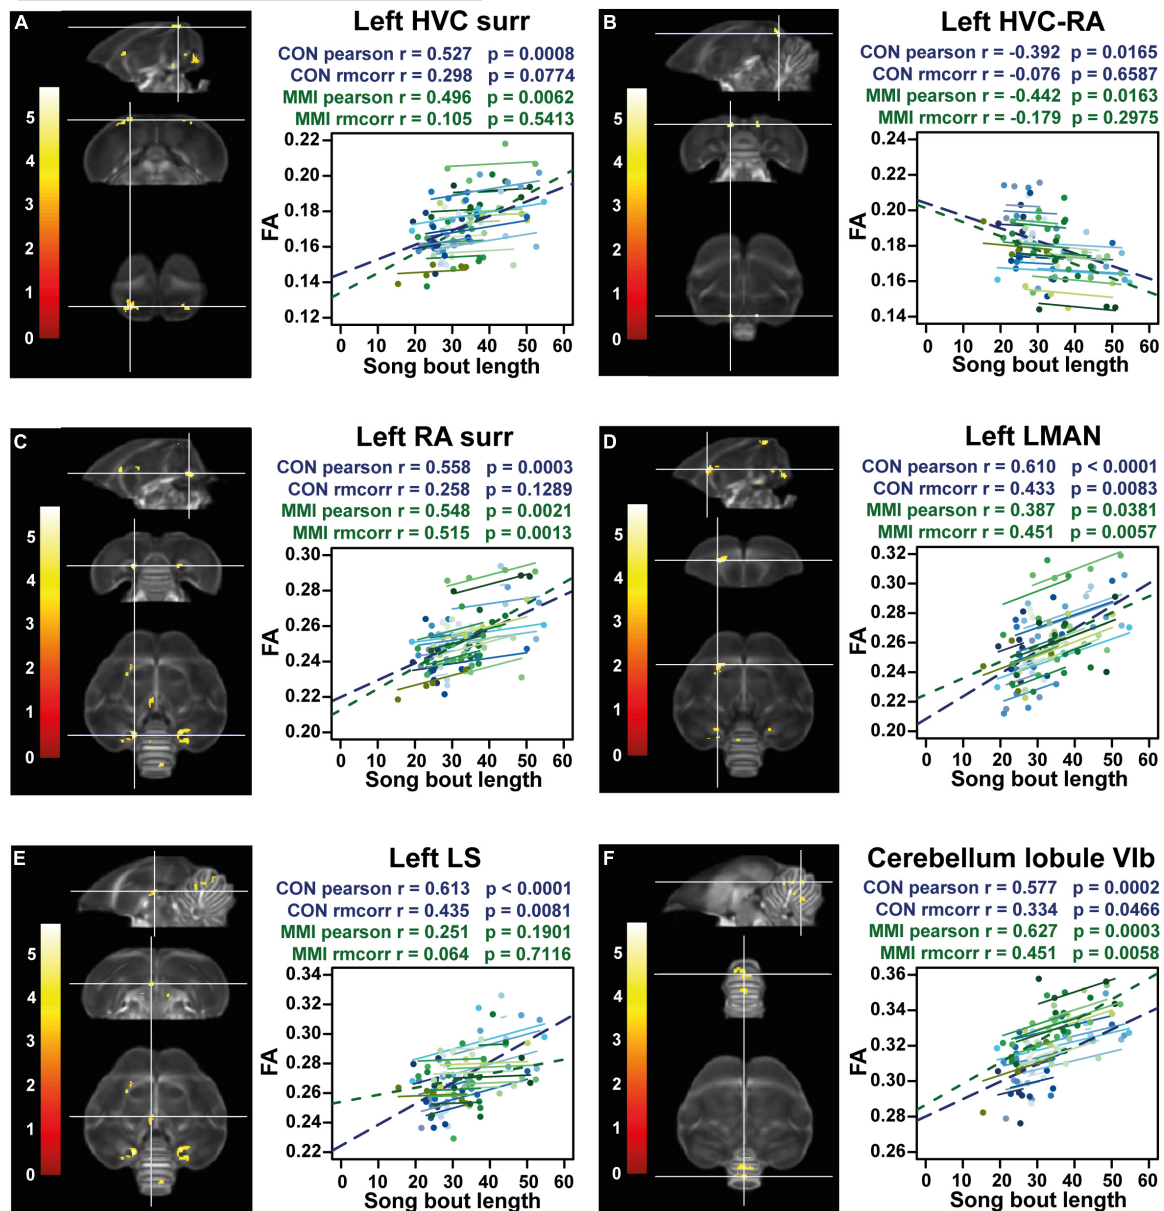 A
Left HVC surr
CON pearson r = 0.527 p = 0.0008
CON rmcorr r = 0.298 p = 0.0774
MMI pearson r = 0.496 p = 0.0062
MMI rmcorr r = 0.105 p = 0.5413
5
4
3
2
1
0
FA
0.22
0.20
0.18
0.16
0.14
0.12
0 10 20 30 40 50 60
Song bout length
B
Left HVC-RA
CON pearson r = -0.392 p = 0.0165
CON rmcorr r = -0.076 p = 0.6587
MMI pearson r = -0.442 p = 0.0163
MMI rmcorr r = -0.179 p = 0.2975
5
4
3
2
1
0
FA
0.24
0.22
0.20
0.18
0.16
0.14
0 10 20 30 40 50 60
Song bout length
C
Left RA surr
CON pearson r = 0.558 p = 0.0003
CON rmcorr r = 0.258 p = 0.1289
MMI pearson r = 0.548 p = 0.0021
MMI rmcorr r = 0.515 p = 0.0013
5
4
3
2
1
0
FA
0.30
0.28
0.26
0.24
0.22
0.20
0 10 20 30 40 50 60
Song bout length
D
Left LMAN
CON pearson r = 0.610 p < 0.0001
CON rmcorr r = 0.433 p = 0.0083
MMI pearson r = 0.387 p = 0.0381
MMI rmcorr r = 0.451 p = 0.0057
5
4
3
2
1
0
FA
0.32
0.30
0.28
0.26
0.24
0.22
0.20
0 10 20 30 40 50 60
Song bout length
E
Left LS
CON pearson r = 0.613 p < 0.0001
CON rmcorr r = 0.435 p = 0.0081
MMI pearson r = 0.251 p = 0.1901
MMI rmcorr r = 0.064 p = 0.7116
5
4
3
2
1
0
FA
0.34
0.32
0.30
0.28
0.26
0.24
0.22
0 10 20 30 40 50 60
Song bout length
F
Cerebellum lobule VIb
CON pearson r = 0.577 p = 0.0002
CON rmcorr r = 0.334 p = 0.0466
MMI pearson r = 0.627 p = 0.0003
MMI rmcorr r = 0.451 p = 0.0058
5
4
3
2
1
0
FA
0.36
0.34
0.32
0.30
0.28
0.26
0 10 20 30 40 50 60
Song bout length